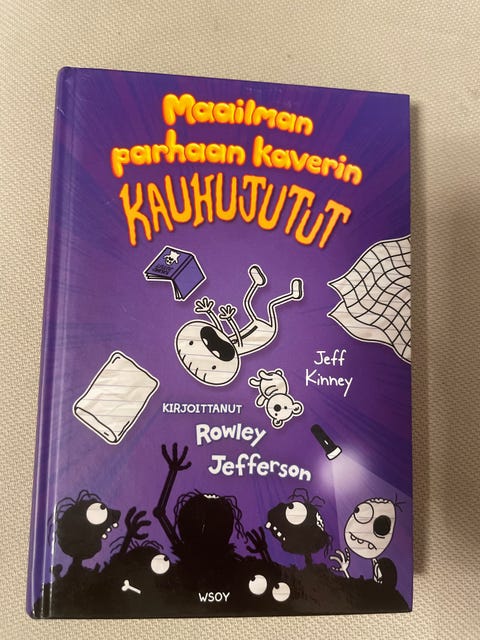 Maailman
parhaan kaverin
KAUHUJUTUT
Jeff
Kinney
KIRJOITTANUT
Rowley
Jefferson
WSOY